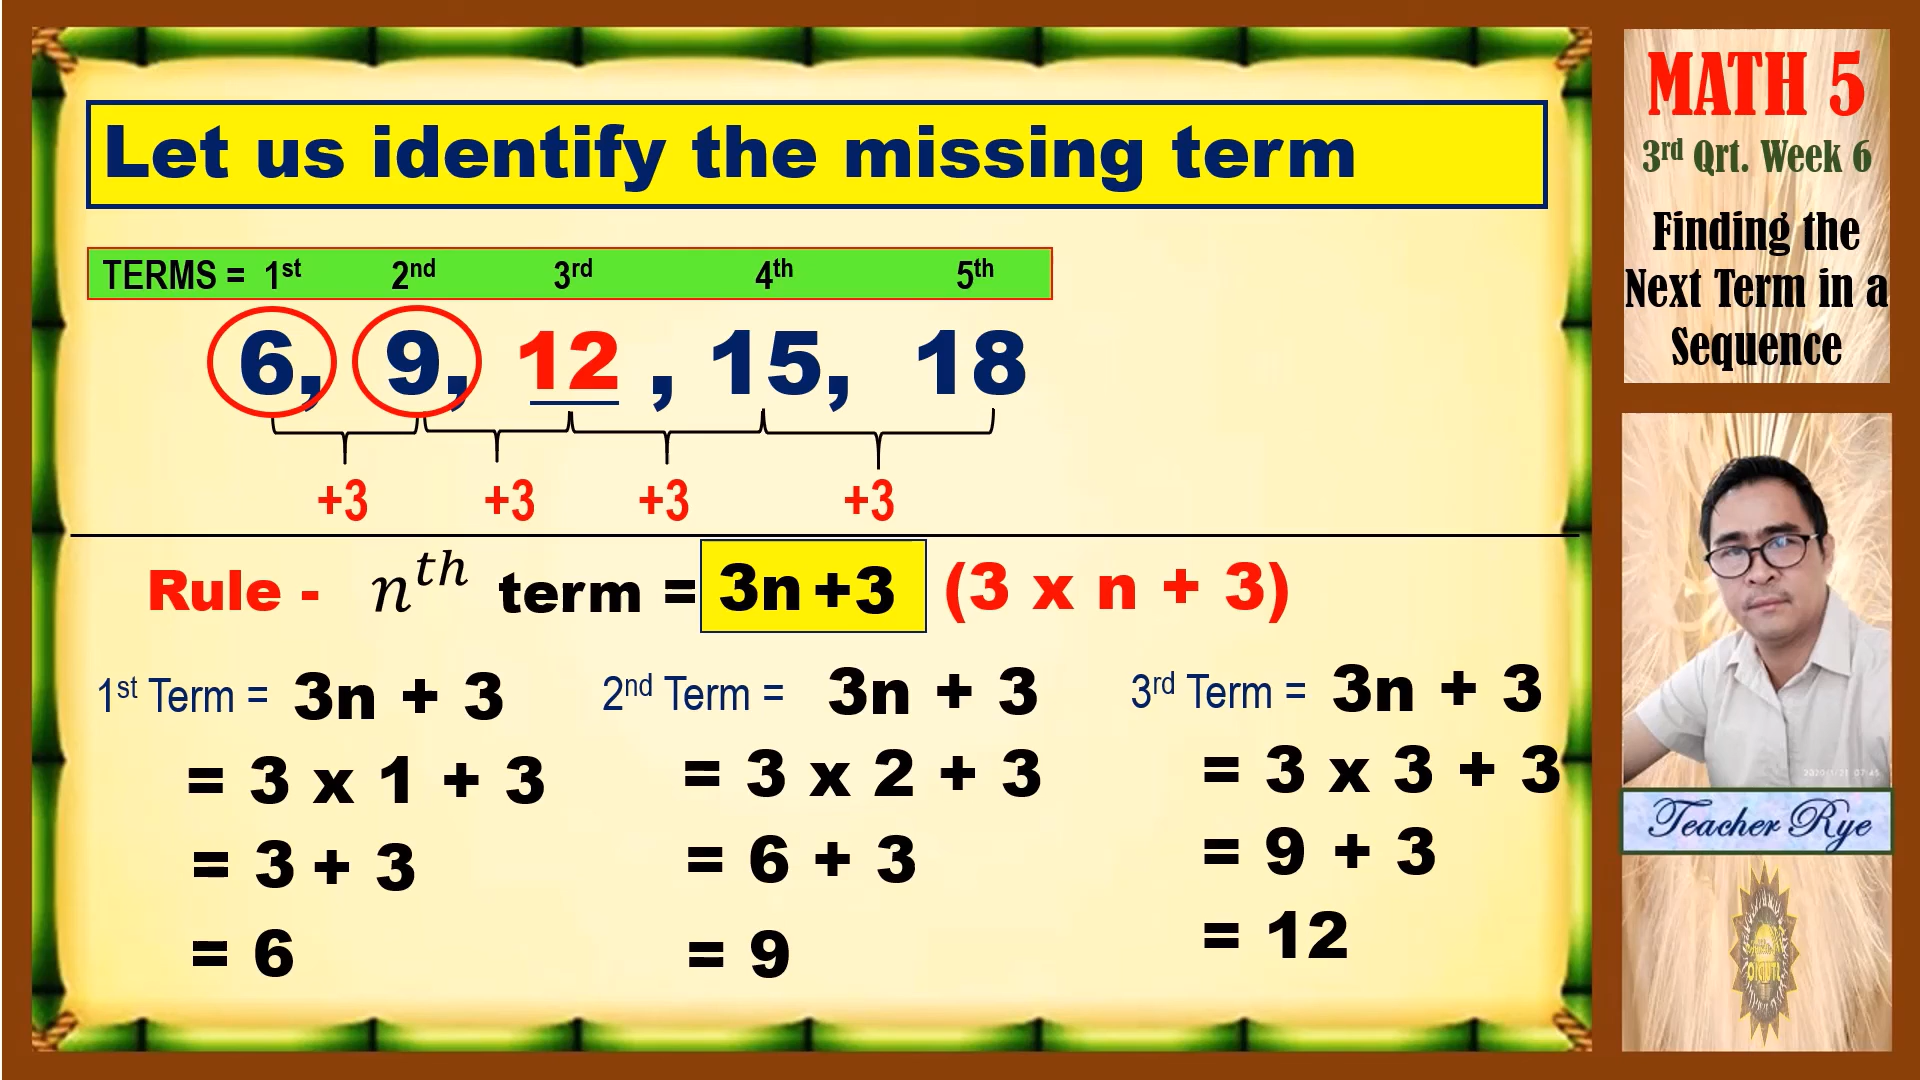 Let us identify the missing term
TERMS = 1st 2nd 3rd 4th 5th
6, 9, 12 , 15, 18
+3 +3 +3 +3
Rule - nth term = 3n +3 (3 x n + 3)
1st Term = 3n + 3
= 3 x 1 + 3
= 3 + 3
= 6
2nd Term = 3n + 3
= 3 x 2 + 3
= 6 + 3
= 9
3rd Term = 3n + 3
= 3 x 3 + 3
= 9 + 3
= 12
MATH 5
3rd Qrt. Week 6
Finding the
Next Term in a
Sequence
Teacher Rye